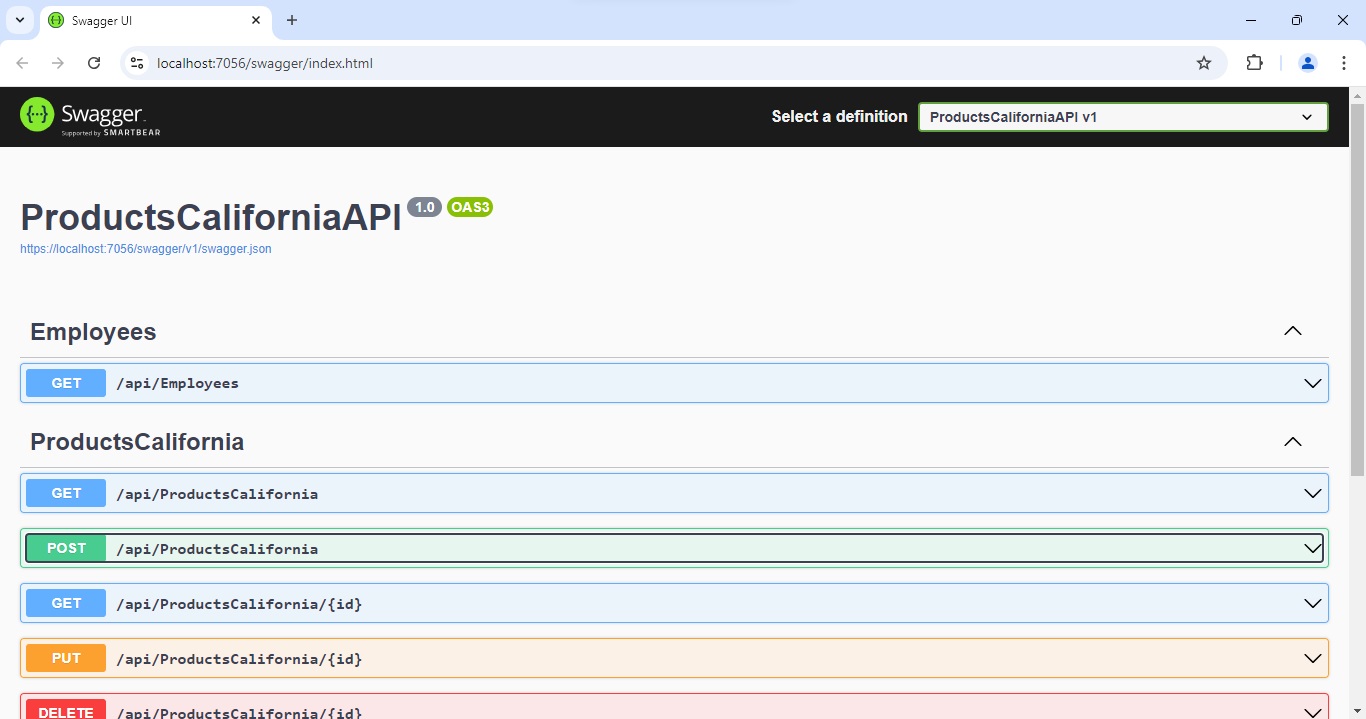 Swagger UI
localhost:7056/swagger/index.html
{...} Swagger.
Supported by SMARTBEAR
Select a definition
ProductsCaliforniaAPI v1
ProductsCaliforniaAPI 1.0 OAS3
https://localhost:7056/swagger/v1/swagger.json
Employees
GET /api/Employees
ProductsCalifornia
GET /api/ProductsCalifornia
POST /api/ProductsCalifornia
GET /api/ProductsCalifornia/{id}
PUT /api/ProductsCalifornia/{id}
DELETE /api/ProductsCalifornia/{id}